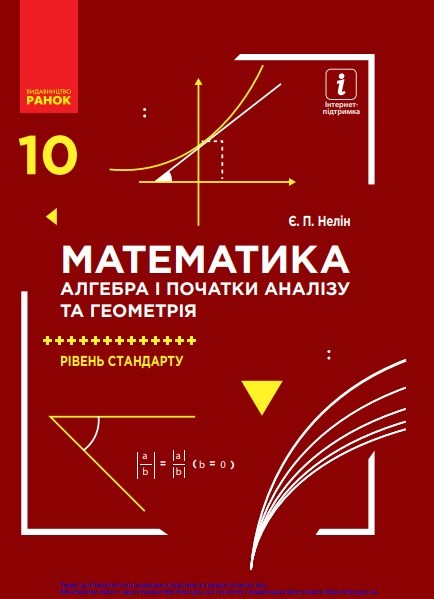 ВИДАВНИЦТВО
РАНОК
Інтернет-
підтримка
10
Є. П. Нелін
МАТЕМАТИКА
АЛГЕБРА І ПОЧАТКИ АНАЛІЗУ
ТА ГЕОМЕТРІЯ
РІВЕНЬ СТАНДАРТУ
|a/b| = |a|/|b| (b = 0)